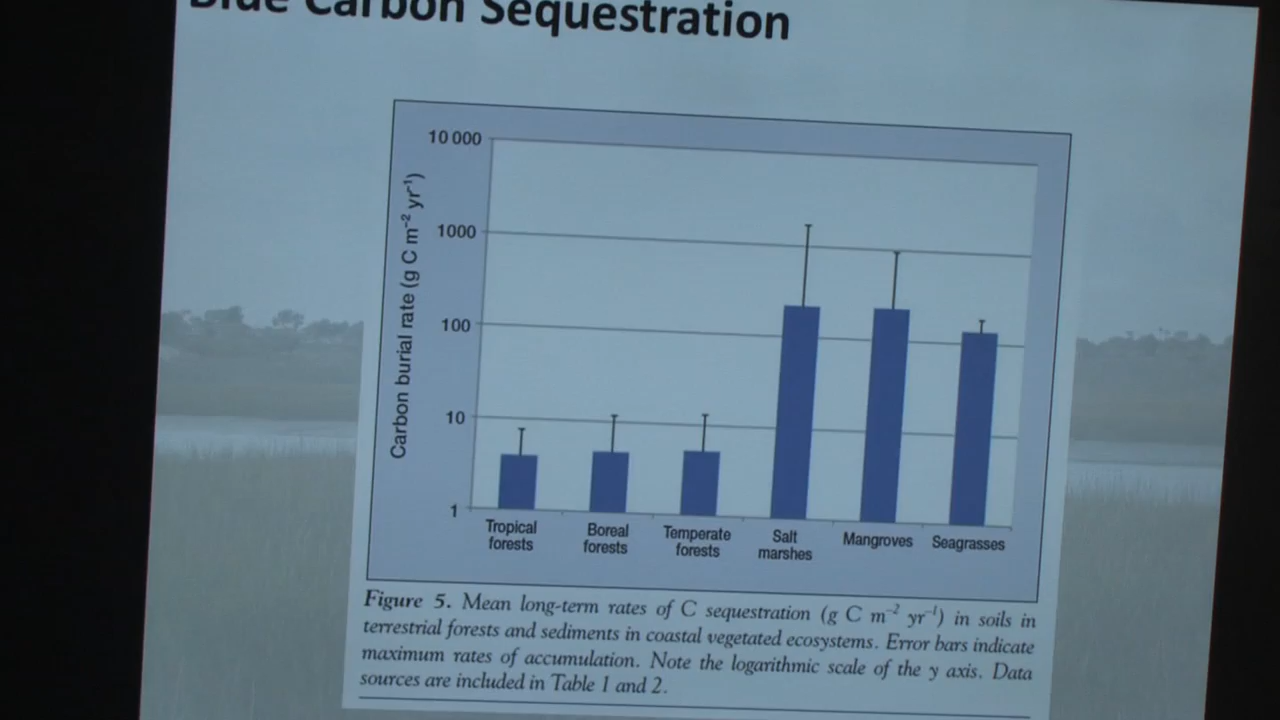 Blue Carbon Sequestration
10 000
1000
100
10
1
Carbon burial rate (g C m⁻² yr⁻¹)
Tropical
forests
Boreal
forests
Temperate
forests
Salt
marshes
Mangroves
Seagrasses
Figure 5. Mean long-term rates of C sequestration (g C m⁻² yr⁻¹) in soils in
terrestrial forests and sediments in coastal vegetated ecosystems. Error bars indicate
maximum rates of accumulation. Note the logarithmic scale of the y axis. Data
sources are included in Table 1 and 2.